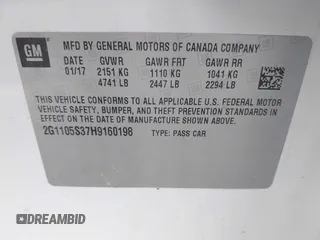 GM
MFD BY GENERAL MOTORS OF CANADA COMPANY
DATE GVWR GAWR FRT GAWR RR
01/17 2151 KG 1110 KG 1041 KG
4741 LB 2447 LB 2294 LB
THIS VEHICLE CONFORMS TO ALL APPLICABLE U.S. FEDERAL MOTOR
VEHICLE SAFETY, BUMPER, AND THEFT PREVENTION STANDARDS IN
EFFECT ON THE DATE OF MANUFACTURE SHOWN ABOVE.
2G1105S37H9160198 TYPE: PASS CAR
DREAMBID